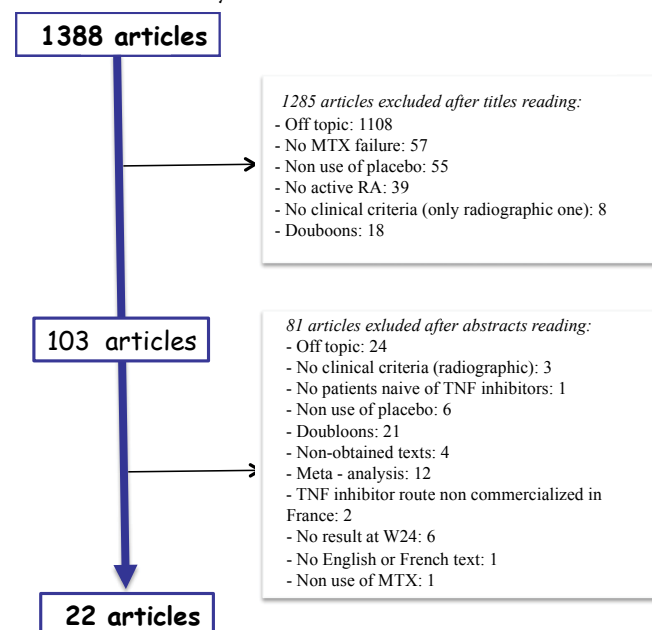 1388 articles
1285 articles excluded after titles reading:
- Off topic: 1108
- No MTX failure: 57
- Non use of placebo: 55
- No active RA: 39
- No clinical criteria (only radiographic one): 8
- Douboons: 18
103 articles
81 articles exluded after abstracts reading:
- Off topic: 24
- No clinical criteria (radiographic): 3
- No patients naive of TNF inhibitors: 1
- Non use of placebo: 6
- Doubloons: 21
- Non-obtained texts: 4
- Meta - analysis: 12
- TNF inhibitor route non commercialized in
France: 2
- No result at W24: 6
- No English or French text: 1
- Non use of MTX: 1
22 articles